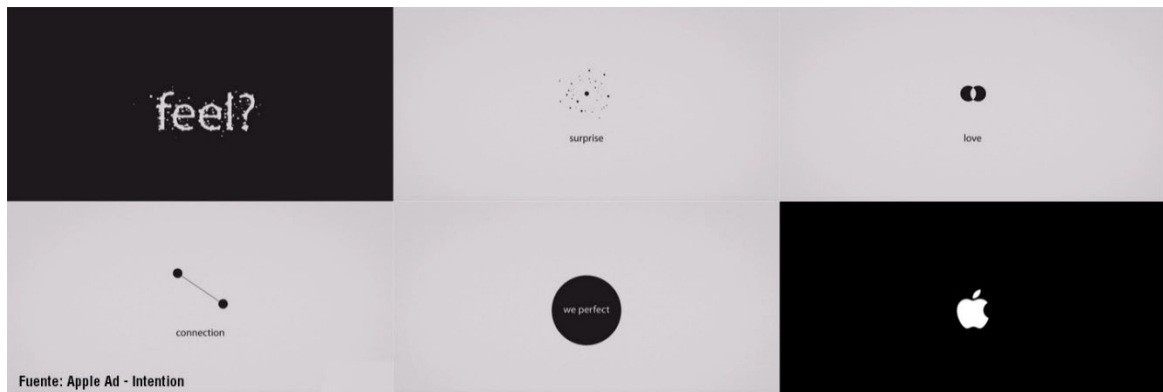 feel?
surprise
love
connection
we perfect
Fuente: Apple Ad - Intention